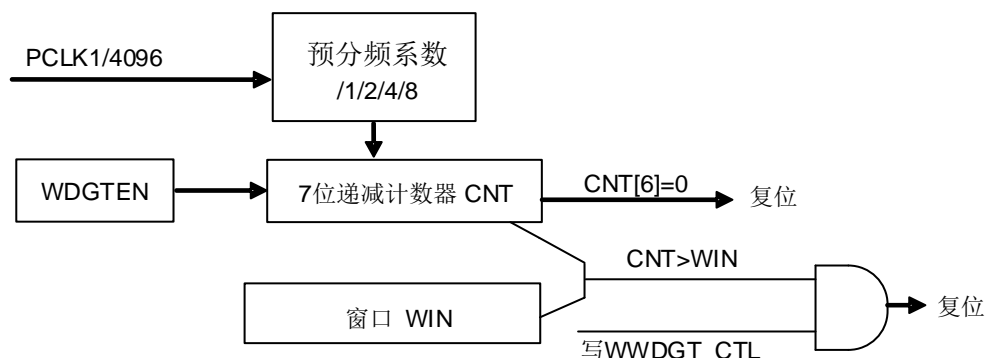 PCLK1/4096
预分频系数
/1/2/4/8
WDGTEN
7位递减计数器 CNT
CNT[6]=0
复位
CNT>WIN
窗口 WIN
复位
写WWDGT_CTL